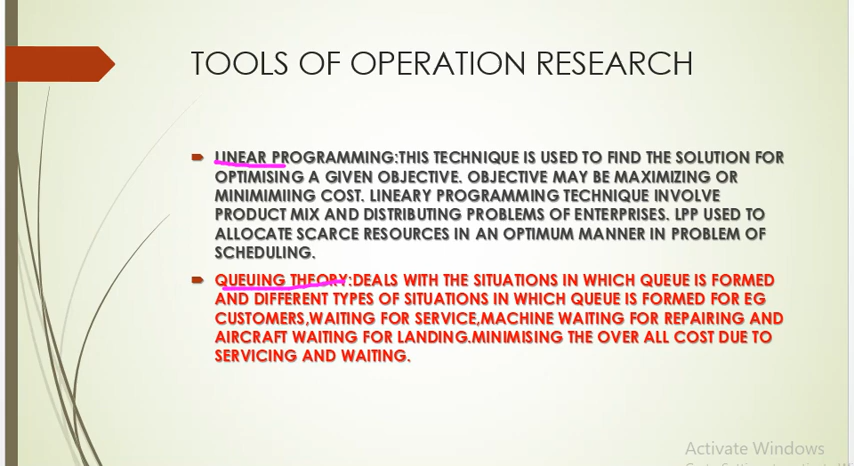 TOOLS OF OPERATION RESEARCH
LINEAR PROGRAMMING:THIS TECHNIQUE IS USED TO FIND THE SOLUTION FOR
OPTIMISING A GIVEN OBJECTIVE. OBJECTIVE MAY BE MAXIMIZING OR
MINIMIMIING COST. LINEARY PROGRAMMING TECHNIQUE INVOLVE
PRODUCT MIX AND DISTRIBUTING PROBLEMS OF ENTERPRISES. LPP USED TO
ALLOCATE SCARCE RESOURCES IN AN OPTIMUM MANNER IN PROBLEM OF
SCHEDULING.
QUEUING THEORY:DEALS WITH THE SITUATIONS IN WHICH QUEUE IS FORMED
AND DIFFERENT TYPES OF SITUATIONS IN WHICH QUEUE IS FORMED FOR EG
CUSTOMERS,WAITING FOR SERVICE,MACHINE WAITING FOR REPAIRING AND
AIRCRAFT WAITING FOR LANDING.MINIMISING THE OVER ALL COST DUE TO
SERVICING AND WAITING.
Activate Windows